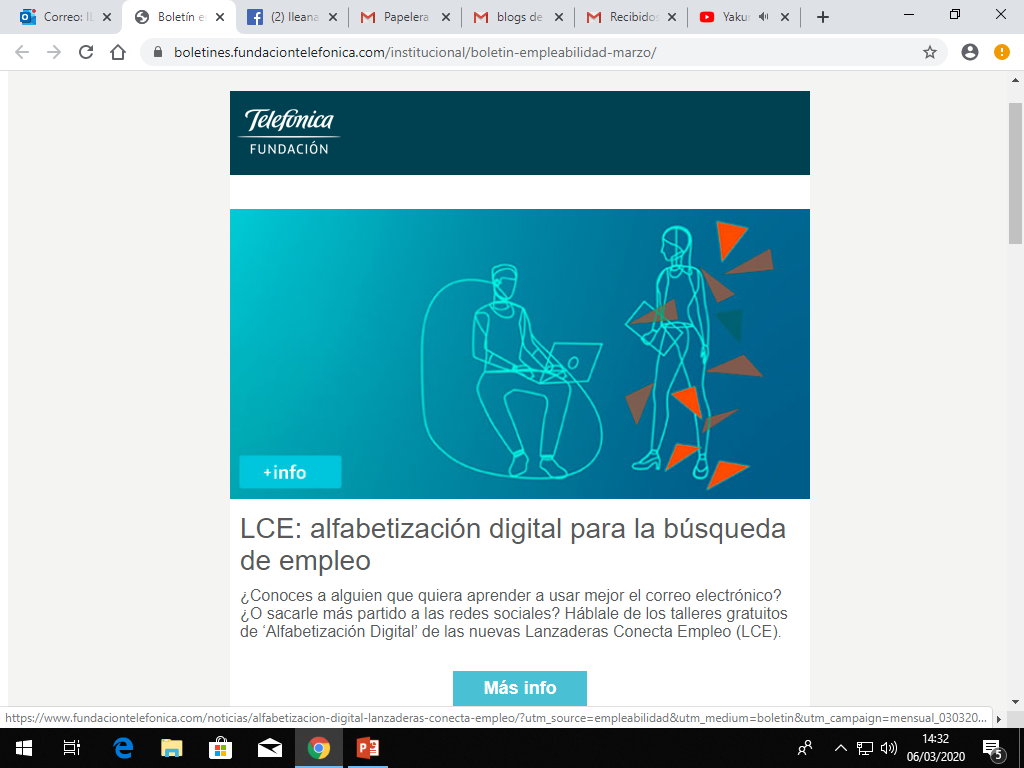 Correo: IL
Boletín e
(2) Ileana
Papelera
blogs de
Recibidos
Yaku
boletines.fundaciontelefonica.com/institucional/boletin-empleabilidad-marzo/
Telefónica
FUNDACIÓN
+info
LCE: alfabetización digital para la búsqueda
de empleo
¿Conoces a alguien que quiera aprender a usar mejor el correo electrónico?
¿O sacarle más partido a las redes sociales? Háblale de los talleres gratuitos
de ‘Alfabetización Digital’ de las nuevas Lanzaderas Conecta Empleo (LCE).
Más info
https://www.fundaciontelefonica.com/noticias/alfabetizacion-digital-lanzaderas-conecta-empleo/?utm_source=empleabilidad&utm_medium=boletin&utm_campaign=mensual_030320...
14:32
06/03/2020
5